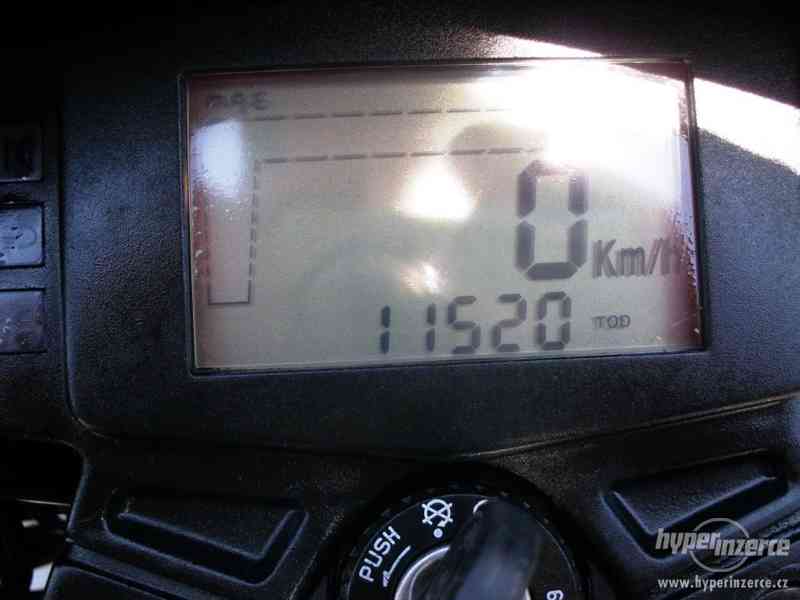 0 Km/h
11520 TOD
PUSH
hyperinzerce
www.hyperinzerce.cz